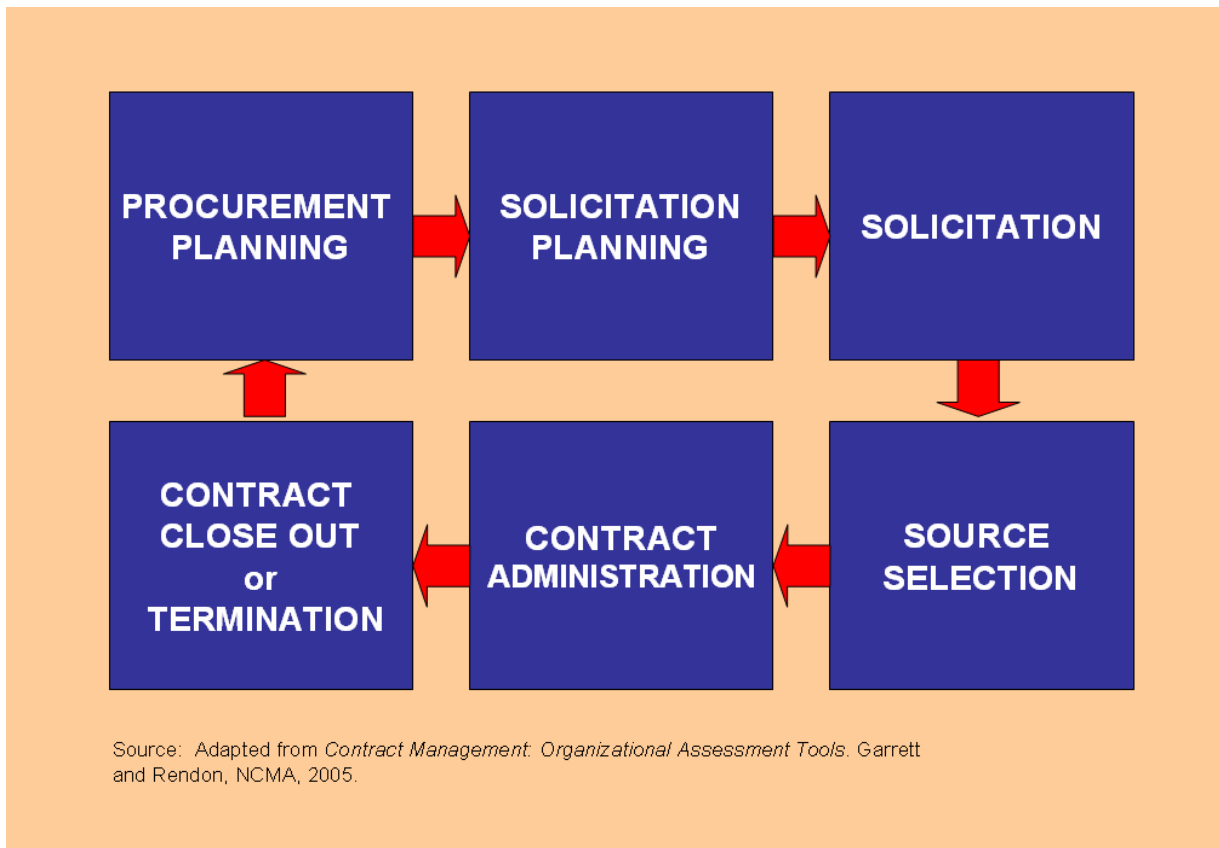 PROCUREMENT
PLANNING
SOLICITATION
PLANNING
SOLICITATION
CONTRACT
CLOSE OUT
or
TERMINATION
CONTRACT
ADMINISTRATION
SOURCE
SELECTION
Source:  Adapted from Contract Management: Organizational Assessment Tools. Garrett
and Rendon, NCMA, 2005.